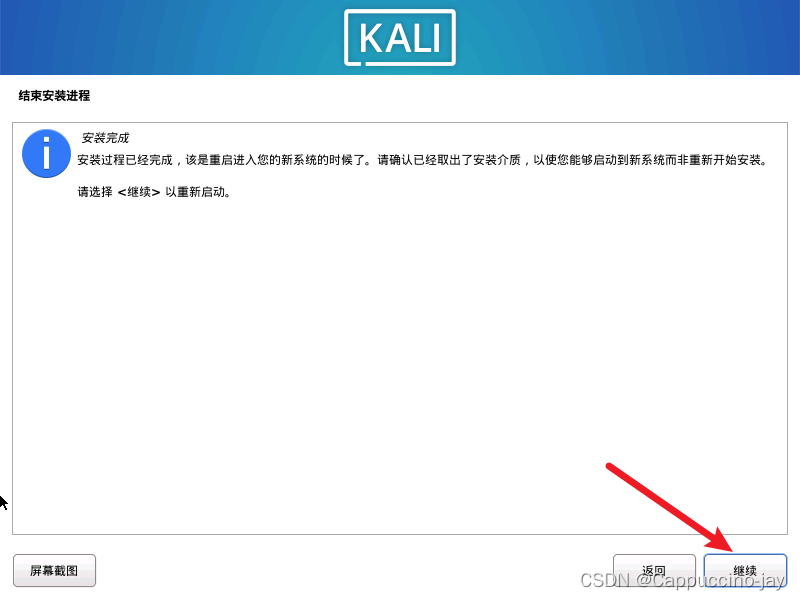 KALI
结束安装进程
安装完成
安装过程已经完成，该是重启进入您的新系统的时候了。请确认已经取出了安装介质，以使您能够启动到新系统而非重新开始安装。
请选择 <继续> 以重新启动。
屏幕截图
返回
继续
CSDN @Cappuccino-jay